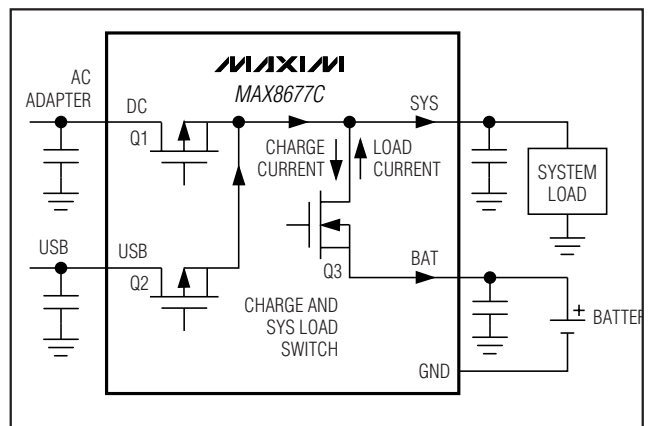 MAXIM
MAX8677C
AC
ADAPTER
DC
Q1
SYS
CHARGE
CURRENT
LOAD
CURRENT
SYSTEM
LOAD
USB
USB
Q2
Q3
BAT
CHARGE AND
SYS LOAD
SWITCH
+
BATTER
GND